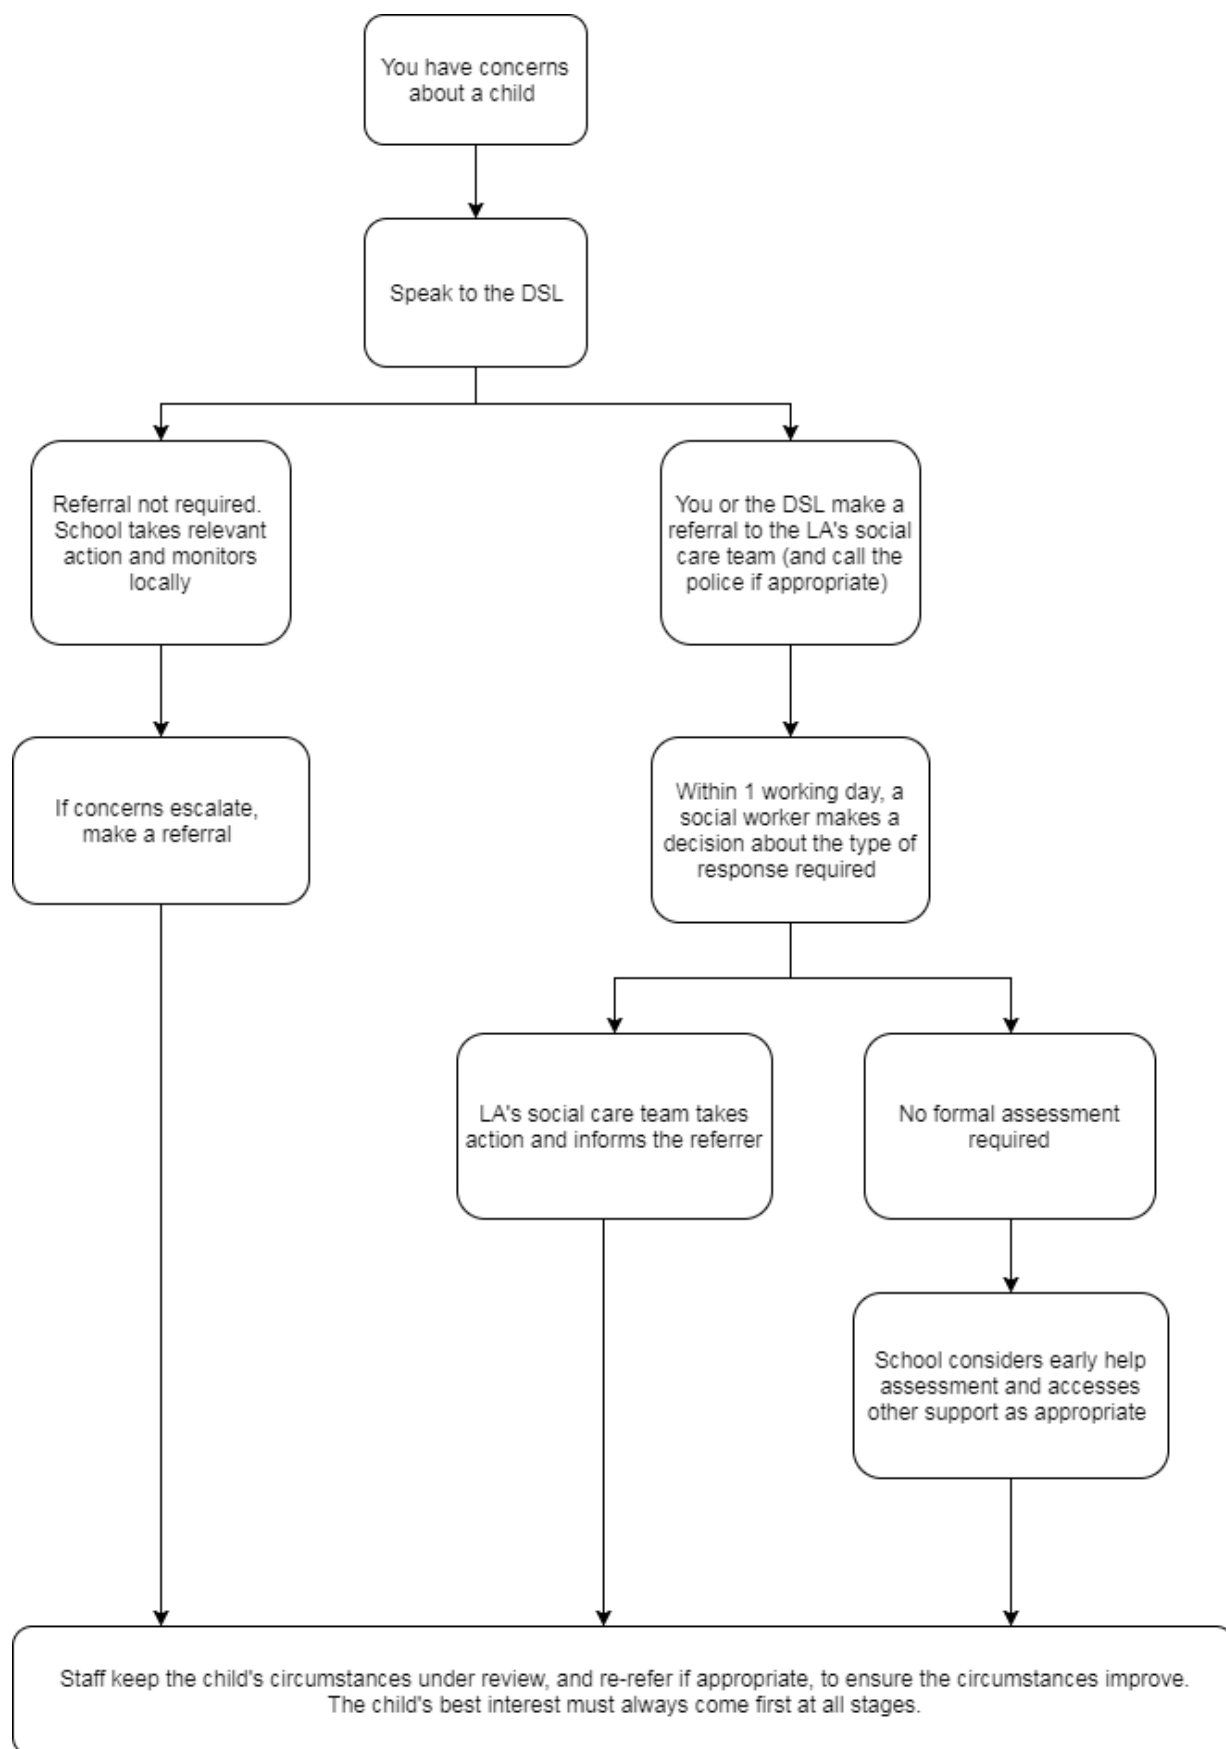 You have concerns
about a child
Speak to the DSL
Referral not required.
School takes relevant
action and monitors
locally
You or the DSL make a
referral to the LA's social
care team (and call the
police if appropriate)
If concerns escalate,
make a referral
Within 1 working day, a
social worker makes a
decision about the type of
response required
LA's social care team takes
action and informs the referrer
No formal assessment
required
School considers early help
assessment and accesses
other support as appropriate
Staff keep the child's circumstances under review, and re-refer if appropriate, to ensure the circumstances improve.
The child's best interest must always come first at all stages.